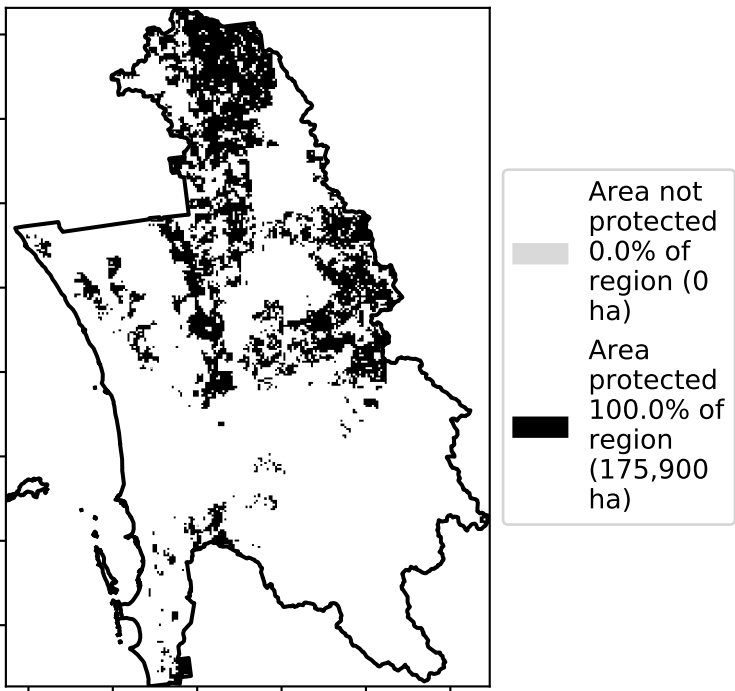 Area not
protected
0.0% of
region (0
ha)
Area
protected
100.0% of
region
(175,900
ha)